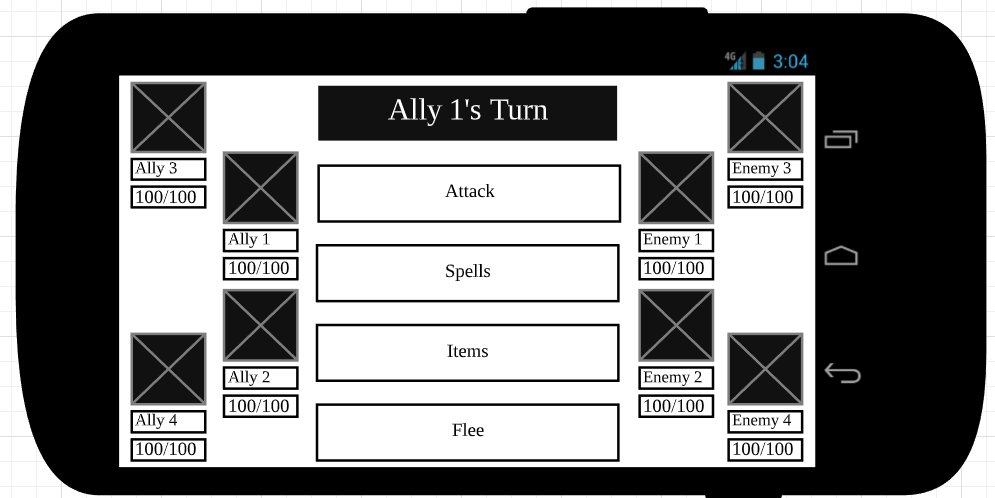 4G 3:04
Ally 1's Turn
Ally 3
100/100
Ally 1
100/100
Ally 2
100/100
Ally 4
100/100
Attack
Spells
Items
Flee
Enemy 3
100/100
Enemy 1
100/100
Enemy 2
100/100
Enemy 4
100/100